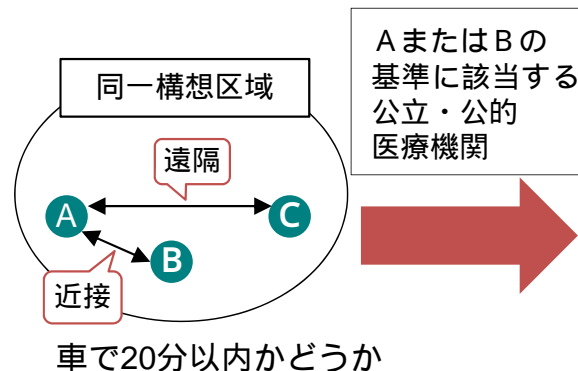 同一構想区域
遠隔
A
C
B
近接
車で20分以内かどうか
ＡまたはＢの
基準に該当する
公立・公的
医療機関